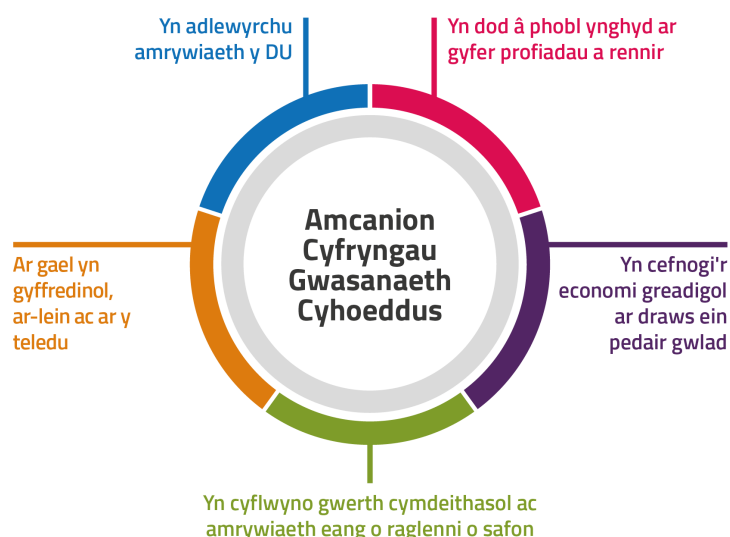 Yn adlewyrchu
amrywiaeth y DU
Yn dod â phobl ynghyd ar
gyfer profiadau a rennir
Amcanion
Cyfryngau
Gwasanaeth
Cyhoeddus
Ar gael yn
gyffredinol,
ar-lein ac ar y
teledu
Yn cefnogi'r
economi greadigol
ar draws ein
pedair gwlad
Yn cyflwyno gwerth cymdeithasol ac
amrywiaeth eang o raglenni o safon